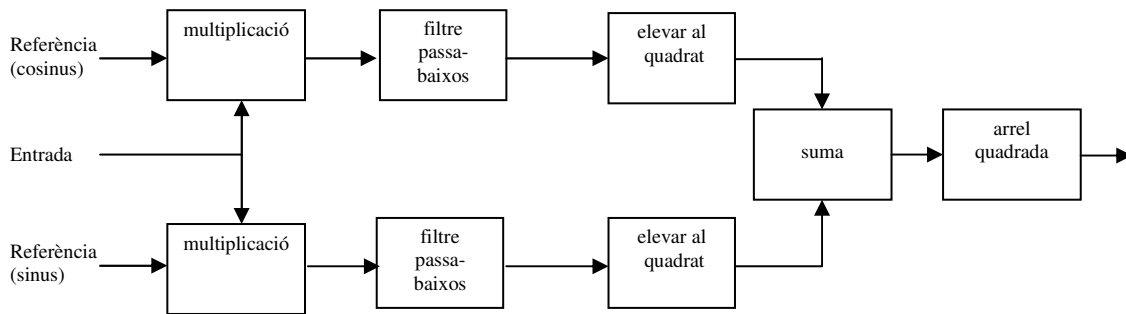 Referència
(cosinus)
multiplicació
filtre
passa-
baixos
elevar al
quadrat
Entrada
suma
arrel
quadrada
Referència
(sinus)
multiplicació
filtre
passa-
baixos
elevar al
quadrat